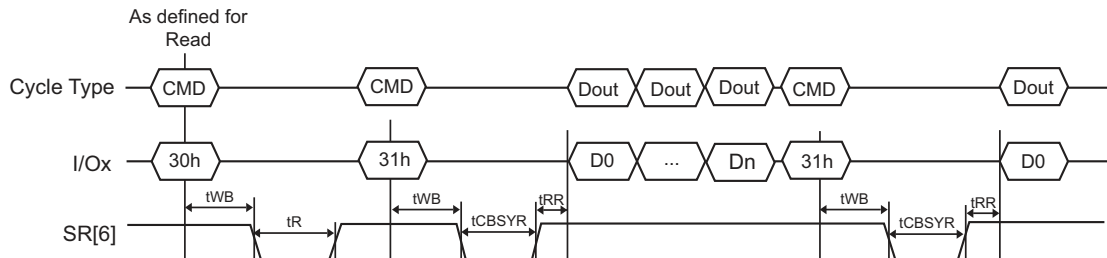 As defined for
Read
Cycle Type CMD CMD Dout Dout Dout CMD Dout
I/Ox 30h 31h D0 ... Dn 31h D0
tWB tWB tRR tWB tRR
SR[6] tR tCBSYR tCBSYR